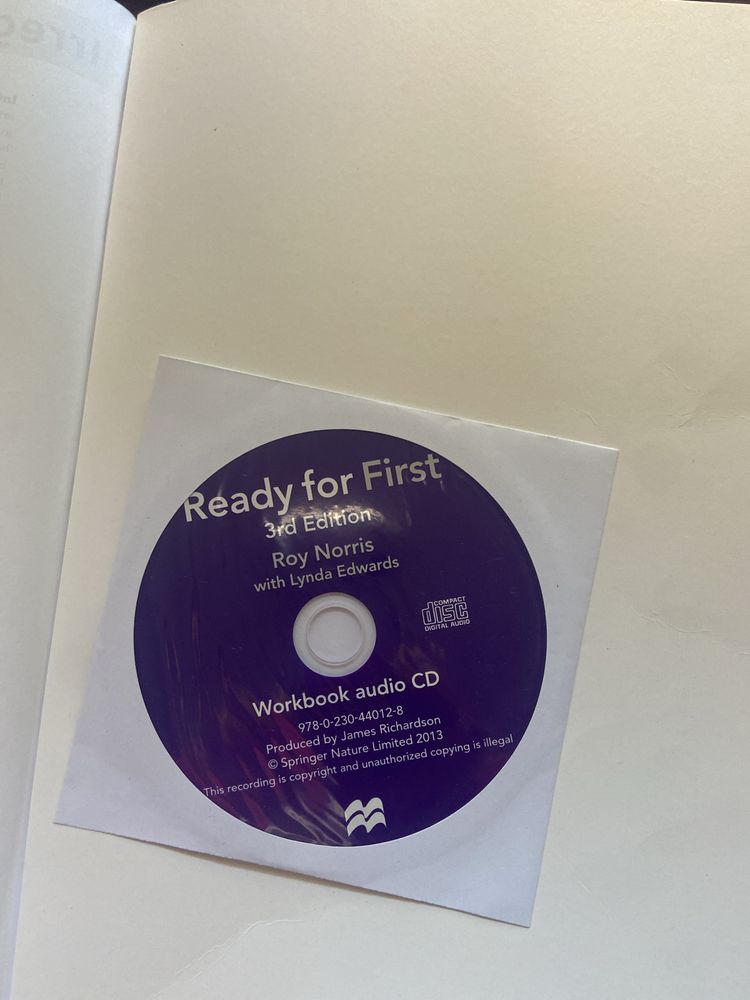 Ready for First
3rd Edition
Roy Norris
with Lynda Edwards
COMPACT
disc
DIGITAL AUDIO
Workbook audio CD
978-0-230-44012-8
Produced by James Richardson
© Springer Nature Limited 2013
This recording is copyright and unauthorized copying is illegal